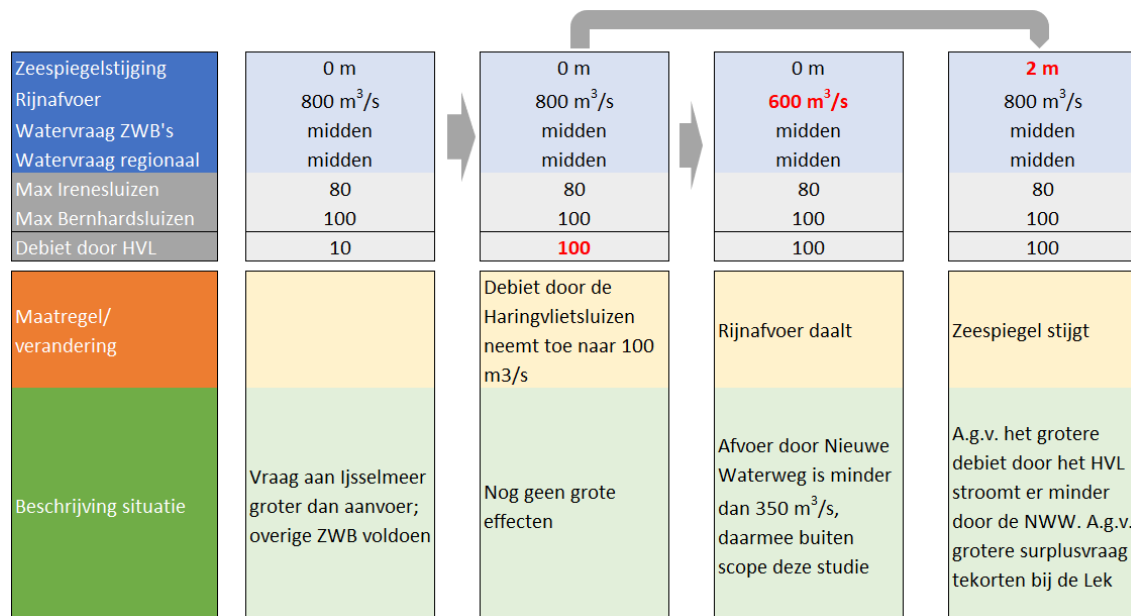 Zeespiegelstijging 0 m 0 m 0 m 2 m
Rijnafvoer 800 m³/s 800 m³/s 600 m³/s 800 m³/s
Watervraag ZWB's midden midden midden midden
Watervraag regionaal midden midden midden midden
Max Irenesluizen 80 80 80 80
Max Bernhardsluizen 100 100 100 100
Debiet door HVL 10 100 100 100
Maatregel/
verandering
Debiet door de
Haringvlietsluizen
neemt toe naar 100
m3/s
Rijnafvoer daalt
Zeespiegel stijgt
Beschrijving situatie
Vraag aan Ijsselmeer
groter dan aanvoer;
overige ZWB voldoen
Nog geen grote
effecten
Afvoer door Nieuwe
Waterweg is minder
dan 350 m³/s,
daarmee buiten
scope deze studie
A.g.v. het grotere
debiet door het HVL
stroomt er minder
door de NWW. A.g.v.
grotere surplusvraag
tekorten bij de Lek